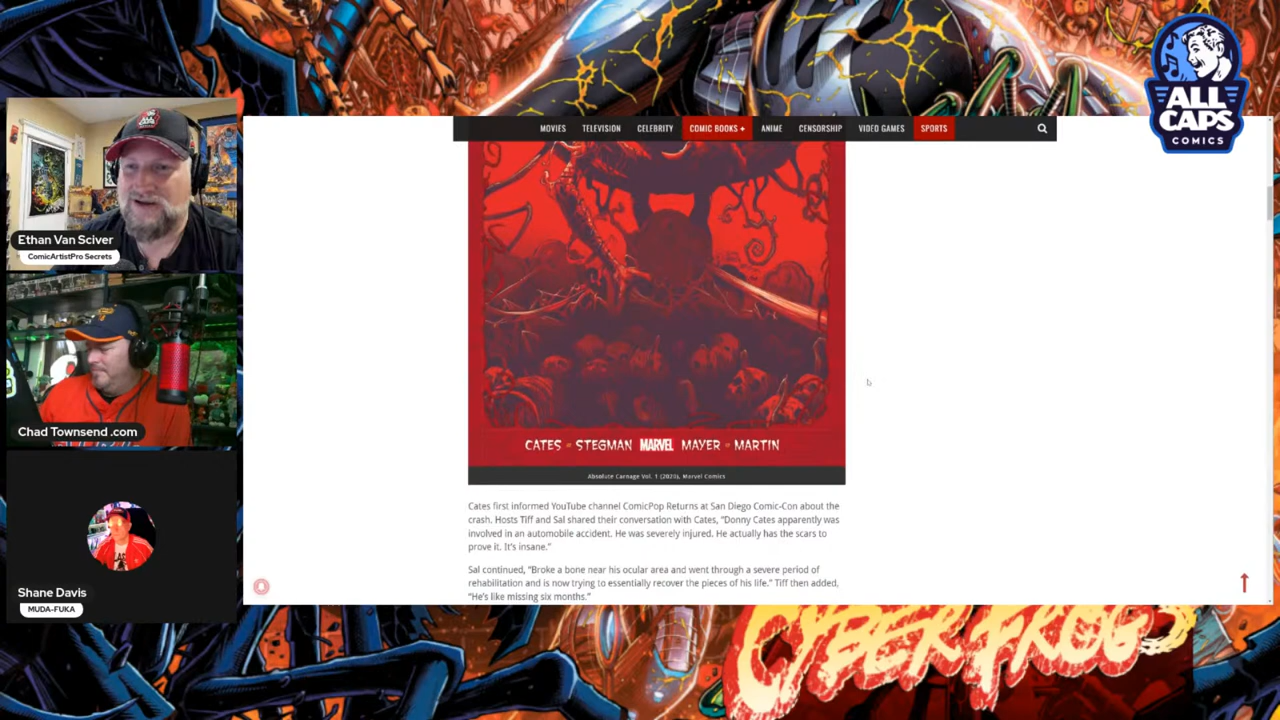 ALL
CAPS
COMICS
MOVIES TELEVISION CELEBRITY COMIC BOOKS + ANIME CENSORSHIP VIDEO GAMES SPORTS
Ethan Van Sciver
ComicArtistPro Secrets
Chad Townsend .com
Shane Davis
MUDA-FUKA
CATES - STEGMAN MARVEL MAYER - MARTIN
Absolute Carnage Vol. 1 (2020), Marvel Comics
Cates first informed YouTube channel ComicPop Returns at San Diego Comic-Con about the
crash. Hosts Tiff and Sal shared their conversation with Cates, "Donny Cates apparently was
involved in an automobile accident. He was severely injured. He actually has the scars to
prove it. It's insane."
Sal continued, "Broke a bone near his ocular area and went through a severe period of
rehabilitation and is now trying to essentially recover the pieces of his life." Tiff then added,
"He's like missing six months."
CYBERFROG